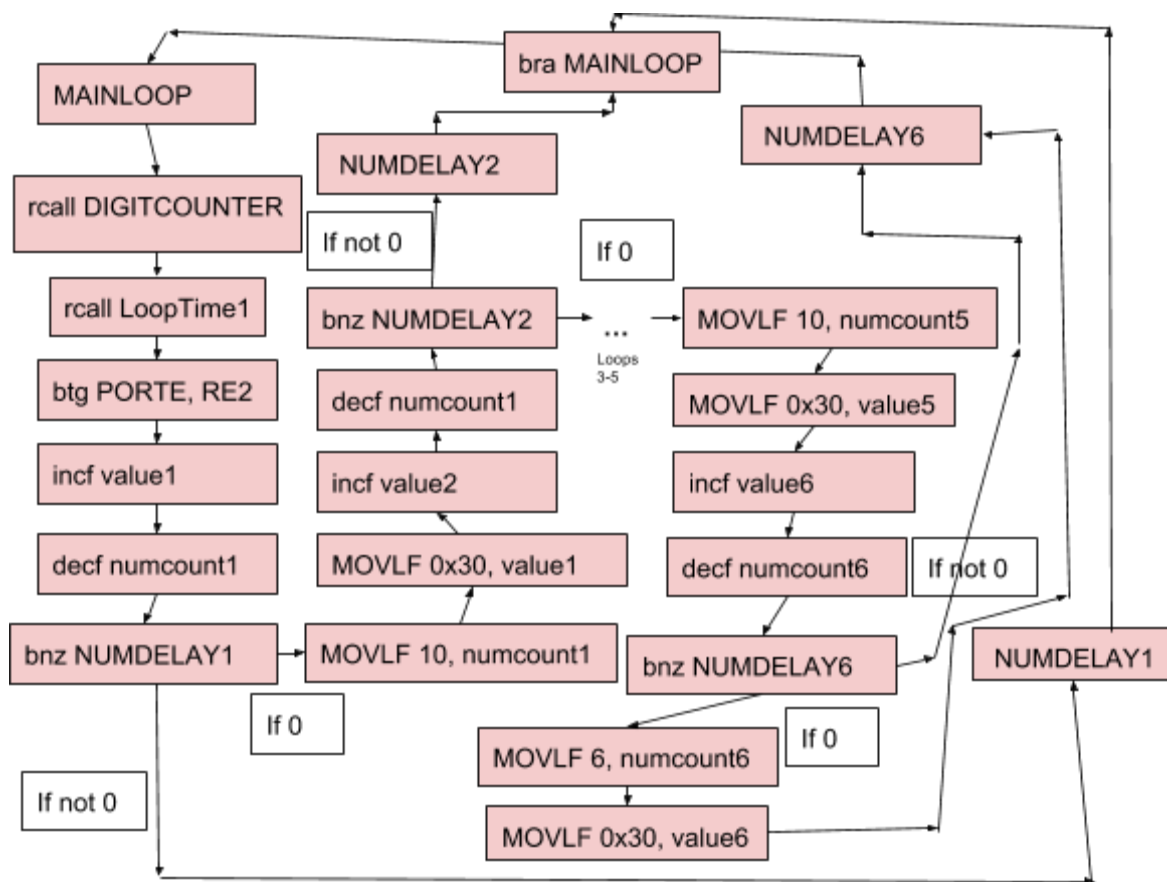 bra MAINLOOP
MAINLOOP
NUMDELAY6
NUMDELAY2
rcall DIGITCOUNTER
If not 0
If 0
rcall LoopTime1
bnz NUMDELAY2
...
Loops
3-5
MOVLF 10, numcount5
btg PORTE, RE2
decf numcount1
MOVLF 0x30, value5
incf value1
incf value2
incf value6
decf numcount1
MOVLF 0x30, value1
decf numcount6
If not 0
bnz NUMDELAY1
MOVLF 10, numcount1
bnz NUMDELAY6
NUMDELAY1
If 0
If 0
MOVLF 6, numcount6
If not 0
MOVLF 0x30, value6